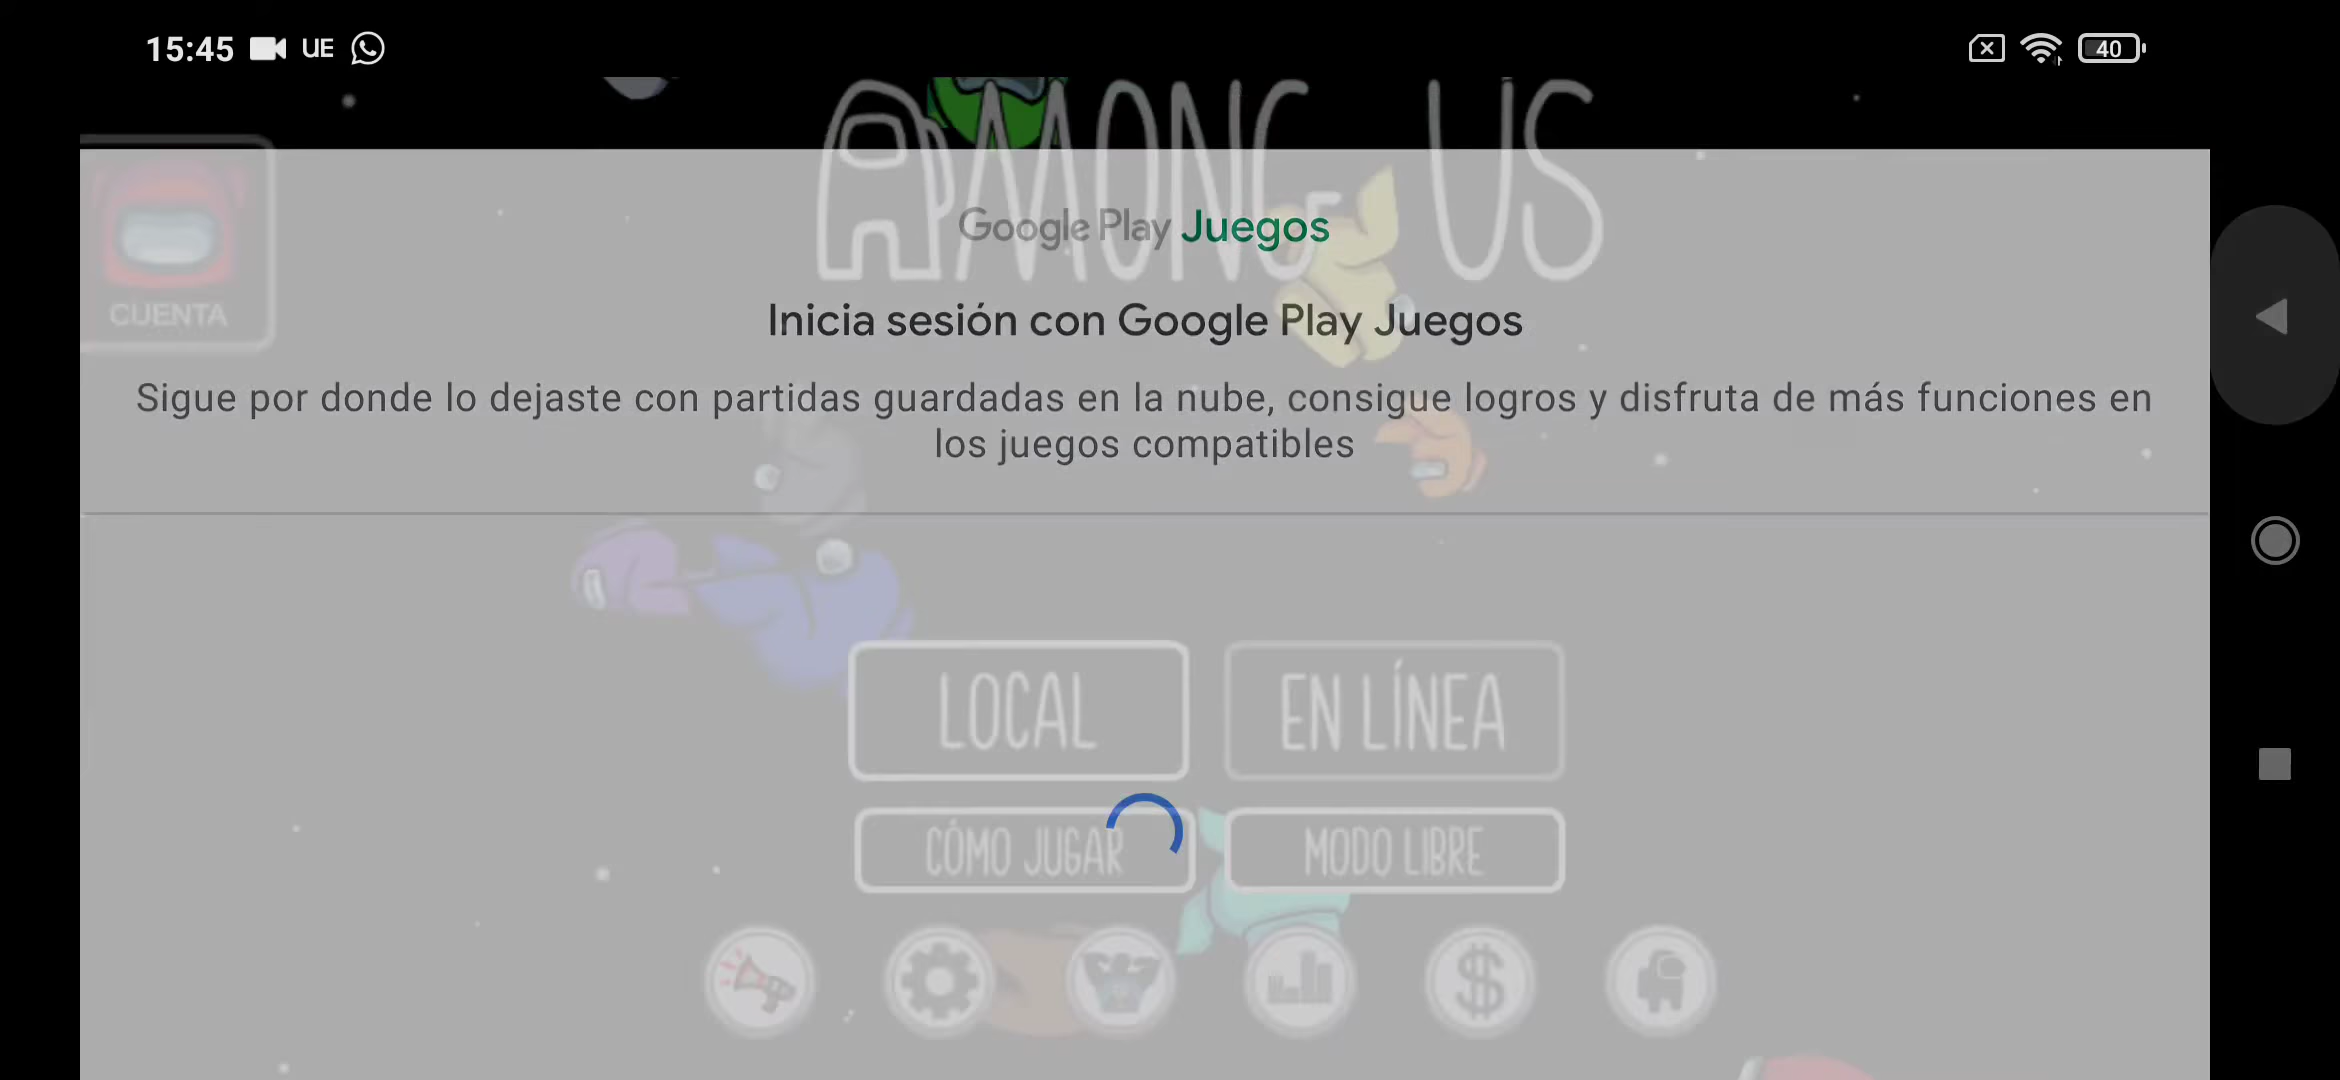 15:45 UE 40
AMONG US
Google Play Juegos
CUENTA
Inicia sesión con Google Play Juegos
Sigue por donde lo dejaste con partidas guardadas en la nube, consigue logros y disfruta de más funciones en
los juegos compatibles
LOCAL EN LÍNEA
CÓMO JUGAR MODO LIBRE
$